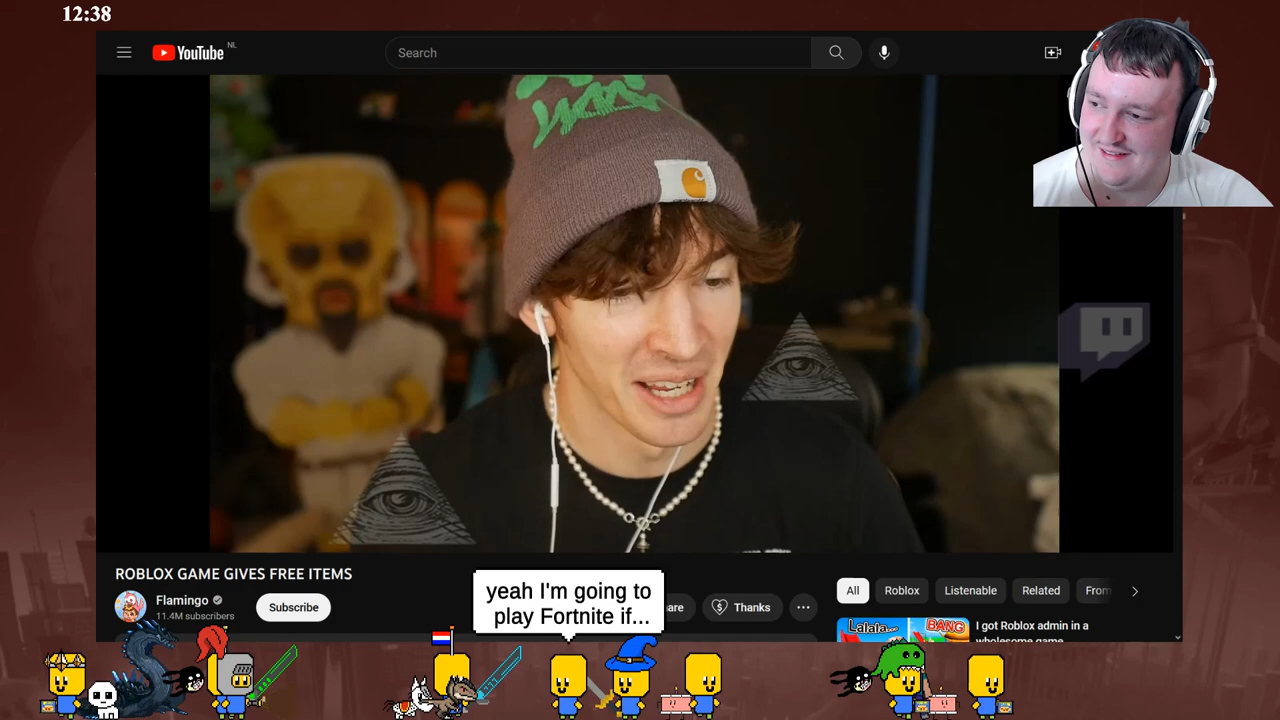 12:38
YouTube NL
Search
ROBLOX GAME GIVES FREE ITEMS
Flamingo
11.4M subscribers
Subscribe
Thanks
yeah I'm going to
play Fortnite if...
All
Roblox
Listenable
Related
From
Lalala...
BANG
I got Roblox admin in a
wholesome game